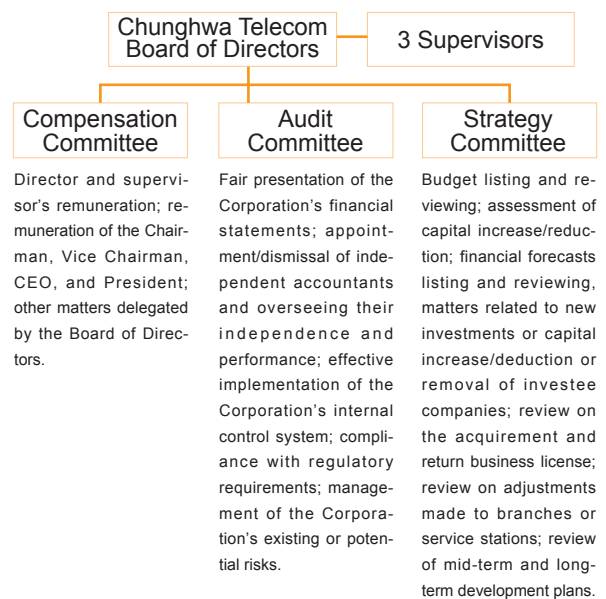 Chunghwa Telecom
Board of Directors
3 Supervisors
Compensation
Committee
Director and supervi-
sor's remuneration; re-
muneration of the Chair-
man, Vice Chairman,
CEO, and President;
other matters delegated
by the Board of Direc-
tors.
Audit
Committee
Fair presentation of the
Corporation's financial
statements; appoint-
ment/dismissal of inde-
pendent accountants
and overseeing their
independence and
performance; effective
implementation of the
Corporation's internal
control system; compli-
ance with regulatory
requirements; manage-
ment of the Corpora-
tion's existing or poten-
tial risks.
Strategy
Committee
Budget listing and re-
viewing; assessment of
capital increase/reduc-
tion; financial forecasts
listing and reviewing,
matters related to new
investments or capital
increase/deduction or
removal of investee
companies; review on
the acquirement and
return business license;
review on adjustments
made to branches or
service stations; review
of mid-term and long-
term development plans.